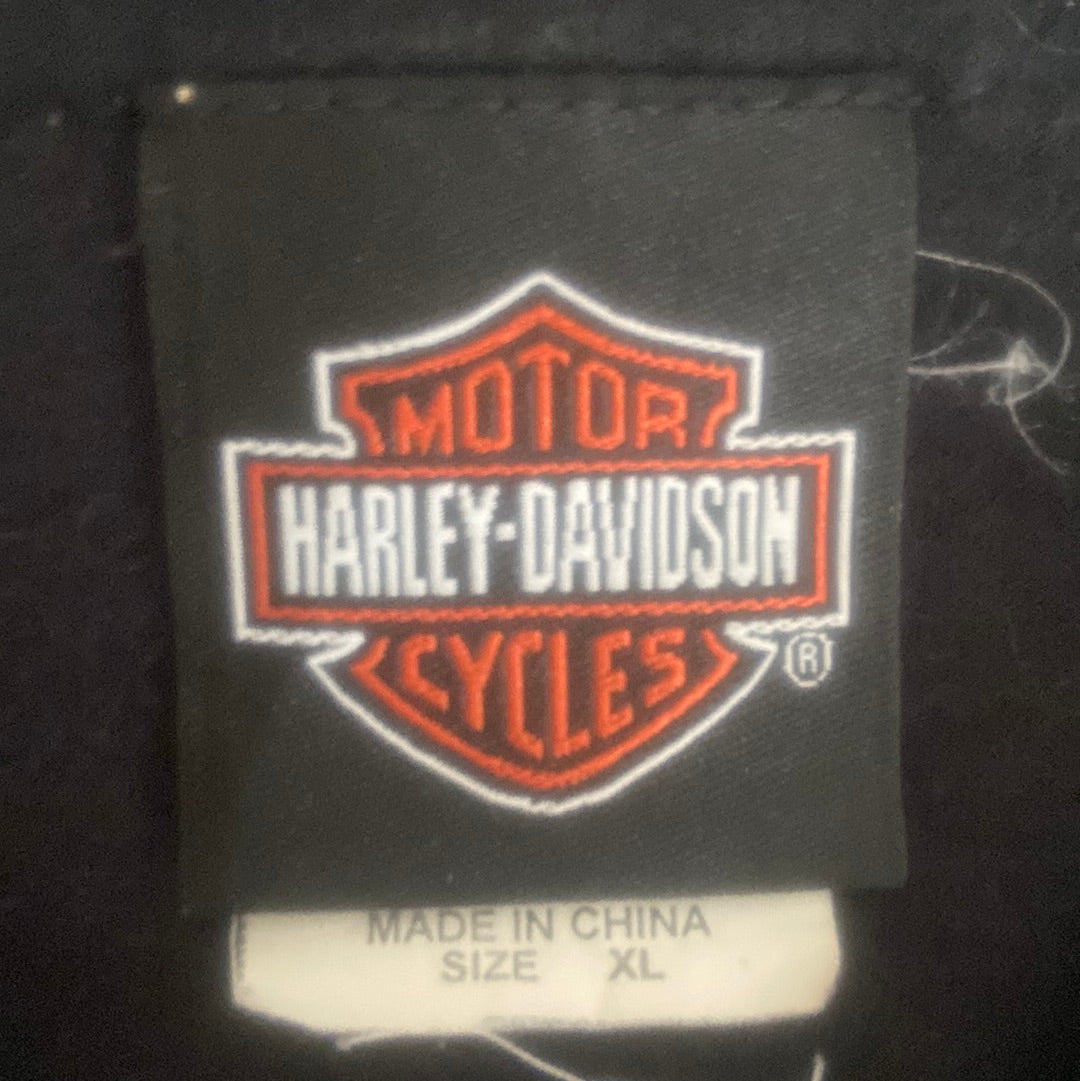 MOTOR
HARLEY-DAVIDSON
CYCLES
®
MADE IN CHINA
SIZE XL